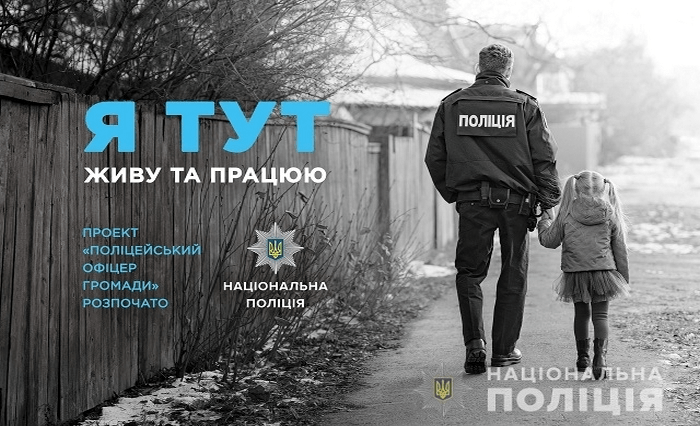 Я ТУТ
ЖИВУ ТА ПРАЦЮЮ
ПРОЕКТ
«ПОЛІЦЕЙСЬКИЙ
ОФІЦЕР
ГРОМАДИ»
РОЗПОЧАТО
НАЦІОНАЛЬНА
ПОЛІЦІЯ
ПОЛІЦІЯ
НАЦІОНАЛЬНА
ПОЛІЦІЯ